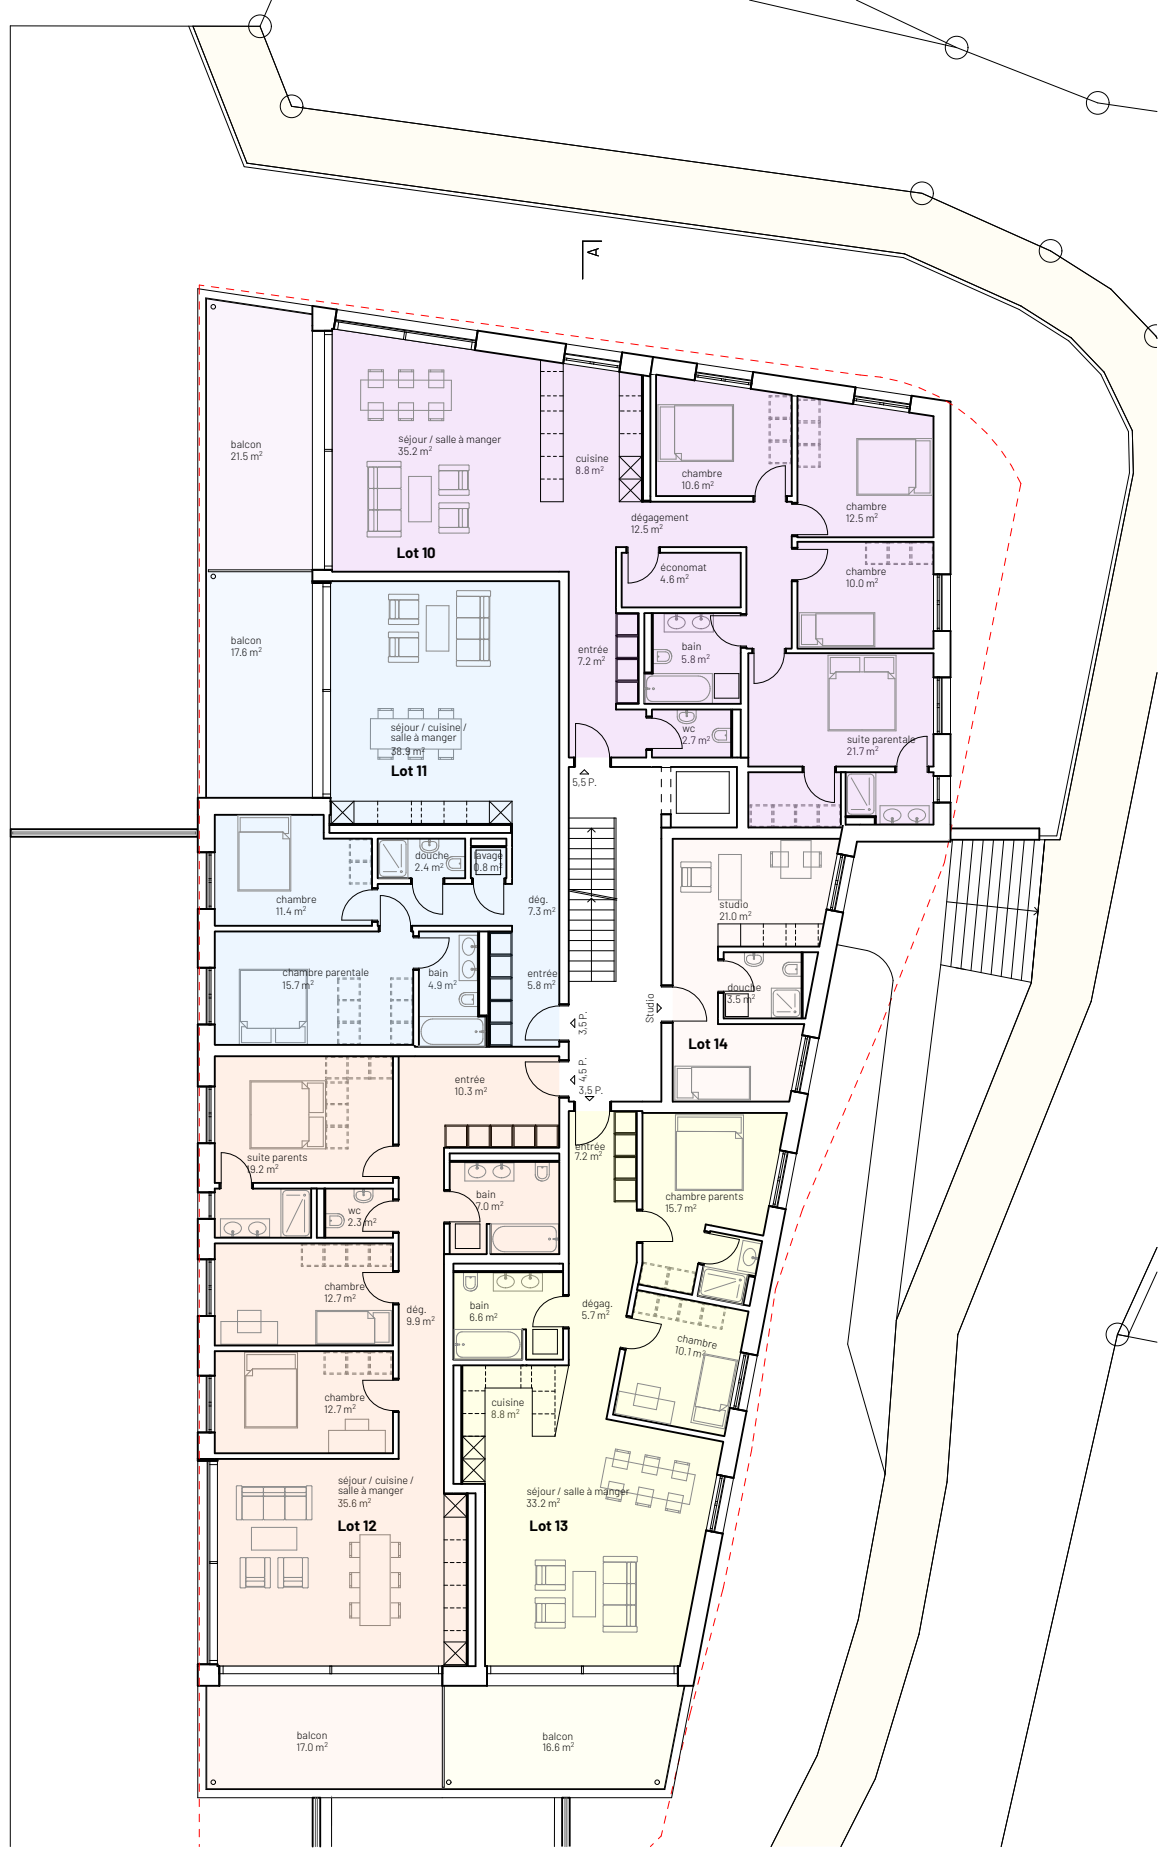 A
balcon
21.5 m²
séjour / salle à manger
35.2 m²
cuisine
8.8 m²
chambre
10.6 m²
chambre
12.5 m²
dégagement
12.5 m²
Lot 10
économat
4.6 m²
chambre
10.0 m²
balcon
17.6 m²
entrée
7.2 m²
bain
5.8 m²
séjour / cuisine /
salle à manger
38.9 m²
Lot 11
wc
2.7 m²
suite parentale
21.7 m²
5,5 P.
douche
2.4 m²
lavage
0.8 m²
chambre
11.4 m²
dég.
7.3 m²
studio
21.0 m²
chambre parentale
15.7 m²
bain
4.9 m²
entrée
5.8 m²
douche
3.5 m²
Studio
3,5 P.
Lot 14
4,5 P.
3,5 P.
entrée
10.3 m²
suite parents
19.2 m²
entrée
7.2 m²
bain
7.0 m²
chambre parents
15.7 m²
wc
2.3 m²
chambre
12.7 m²
dég.
9.9 m²
bain
6.6 m²
dégag.
5.7 m²
chambre
10.1 m²
chambre
12.7 m²
cuisine
8.8 m²
séjour / cuisine /
salle à manger
35.6 m²
Lot 12
séjour / salle à manger
33.2 m²
Lot 13
balcon
17.0 m²
balcon
16.6 m²